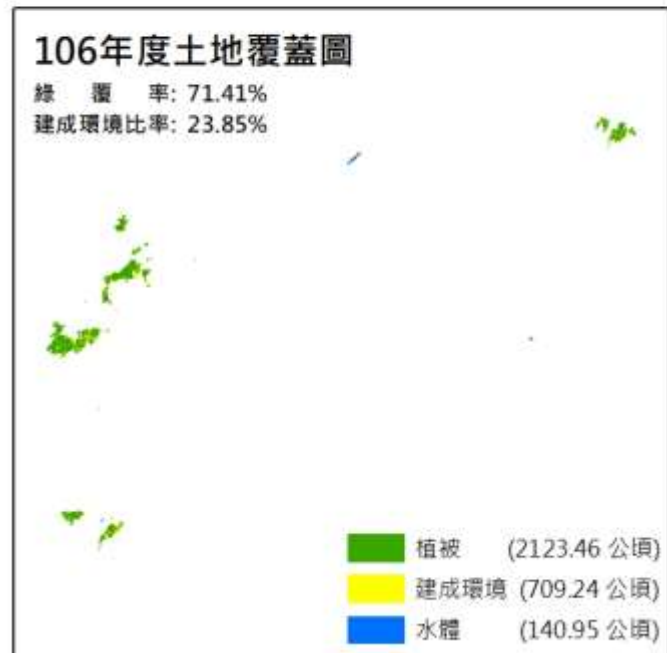 106年度土地覆蓋圖
綠 覆 率: 71.41%
建成環境比率: 23.85%
植被 (2123.46 公頃)
建成環境 (709.24 公頃)
水體 (140.95 公頃)